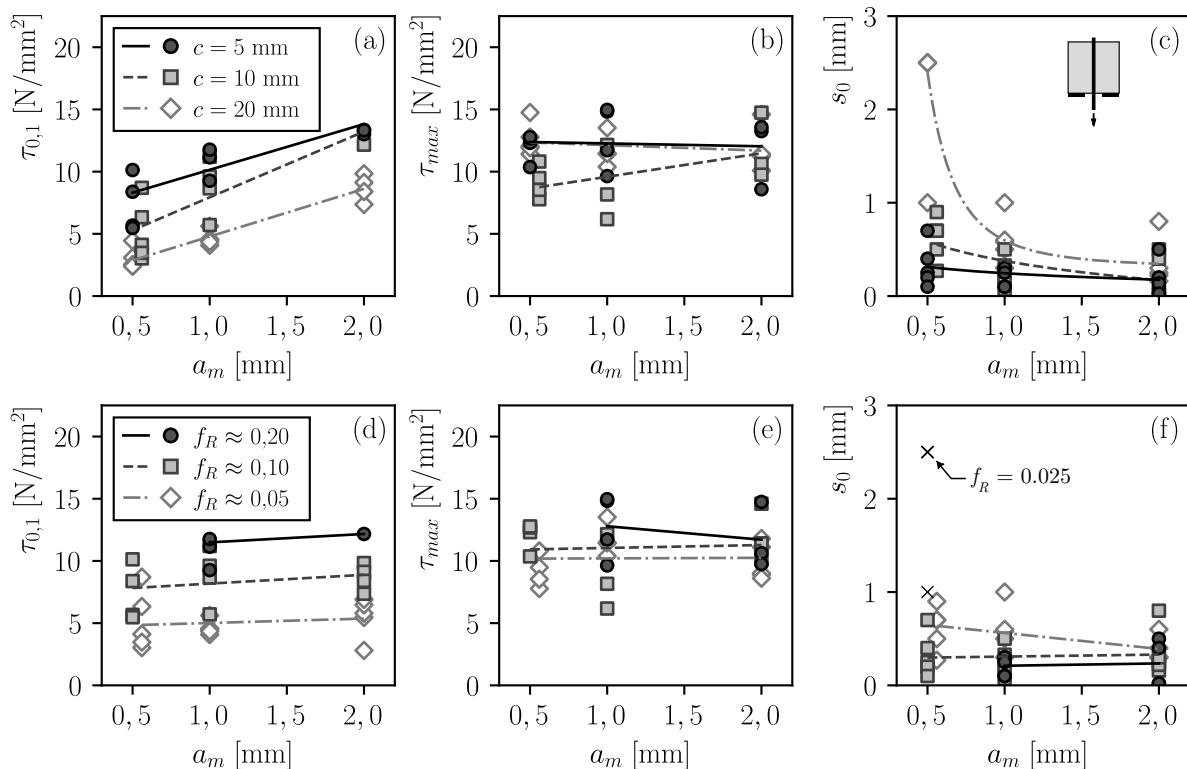 (a)
c = 5 mm
c = 10 mm
c = 20 mm
τ0,1 [N/mm²]
20
15
10
5
0
0,5
1,0
1,5
2,0
am [mm]
(b)
τmax [N/mm²]
20
15
10
5
0
0,5
1,0
1,5
2,0
am [mm]
(c)
s0 [mm]
3
2
1
0
0,5
1,0
1,5
2,0
am [mm]
(d)
fR ≈ 0,20
fR ≈ 0,10
fR ≈ 0,05
τ0,1 [N/mm²]
20
15
10
5
0
0,5
1,0
1,5
2,0
am [mm]
(e)
τmax [N/mm²]
20
15
10
5
0
0,5
1,0
1,5
2,0
am [mm]
(f)
fR = 0.025
s0 [mm]
3
2
1
0
0,5
1,0
1,5
2,0
am [mm]